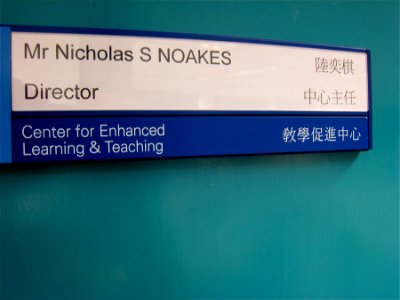 Mr Nicholas S NOAKES 陸奕棋
Director 中心主任
Center for Enhanced
Learning & Teaching 教學促進中心